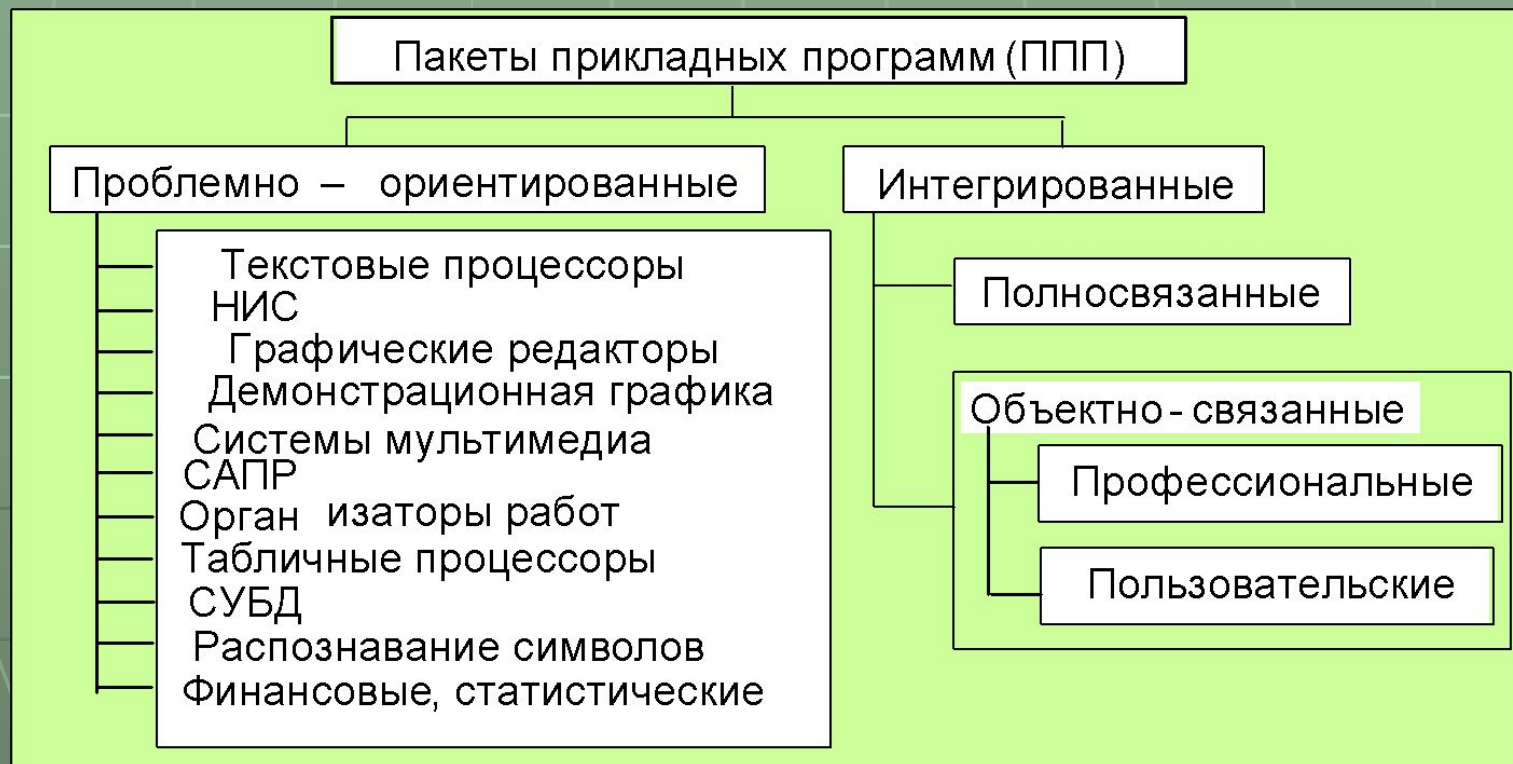 Пакеты прикладных программ (ППП)
Проблемно – ориентированные
Текстовые процессоры
НИС
Графические редакторы
Демонстрационная графика
Системы мультимедиа
САПР
Орган изаторы работ
Табличные процессоры
СУБД
Распознавание символов
Финансовые, статистические
Интегрированные
Полносвязанные
Объектно - связанные
Профессиональные
Пользовательские